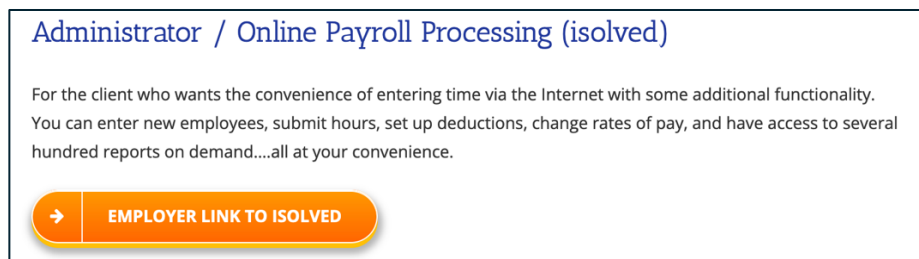 Administrator / Online Payroll Processing (isolved)
For the client who wants the convenience of entering time via the Internet with some additional functionality.
You can enter new employees, submit hours, set up deductions, change rates of pay, and have access to several
hundred reports on demand....all at your convenience.
EMPLOYER LINK TO ISOLVED